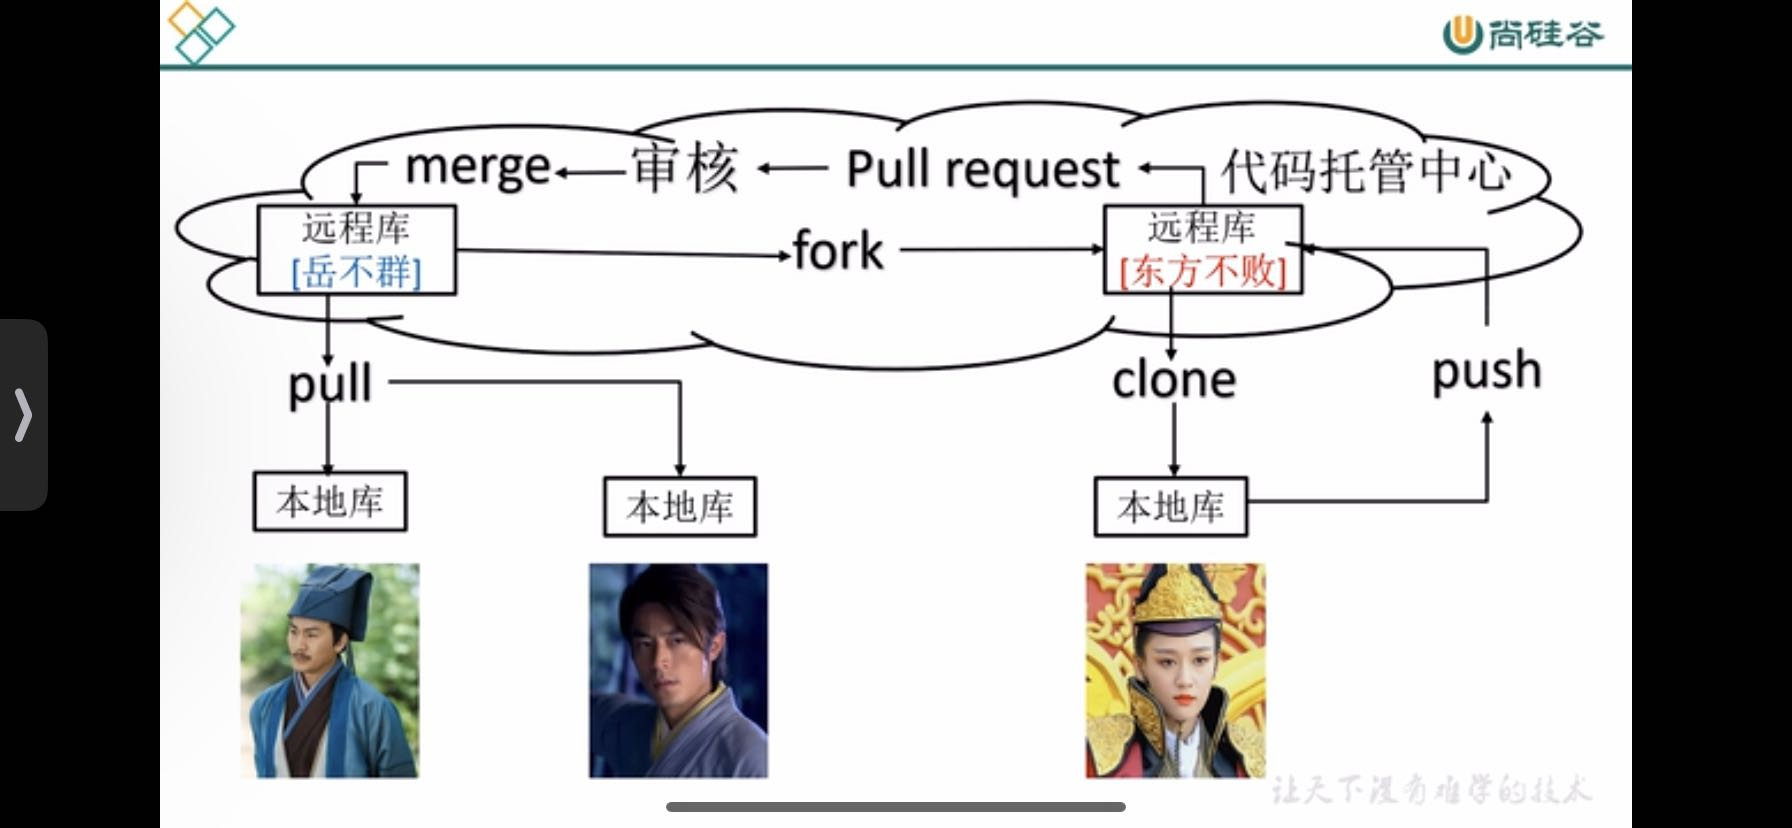 尚硅谷
merge
审核
Pull request
代码托管中心
远程库
[岳不群]
fork
远程库
[东方不败]
pull
clone
push
本地库
本地库
本地库
让天下没有难学的技术